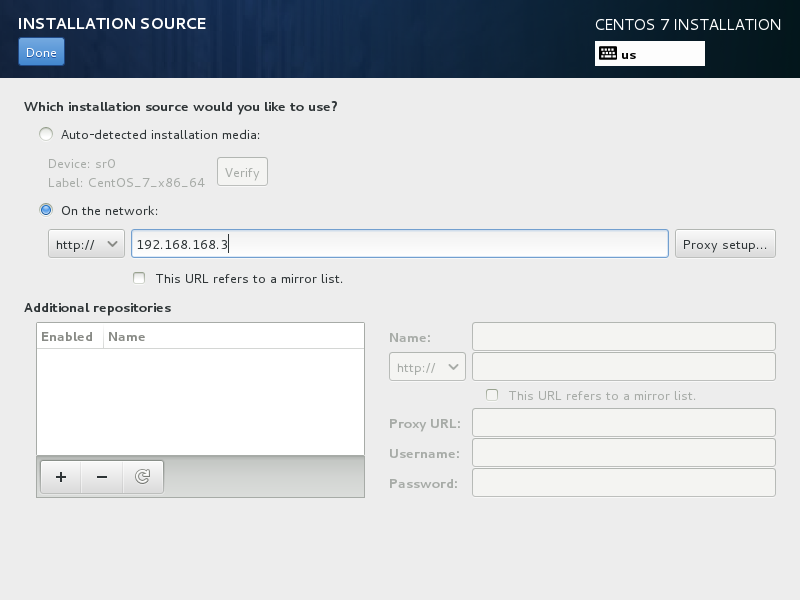 INSTALLATION SOURCE
CENTOS 7 INSTALLATION
Done
us
Which installation source would you like to use?
Auto-detected installation media:
Device: sr0
Label: CentOS_7_x86_64
Verify
On the network:
http://
192.168.168.3
Proxy setup...
This URL refers to a mirror list.
Additional repositories
Enabled Name
Name:
http://
This URL refers to a mirror list.
Proxy URL:
Username:
Password: